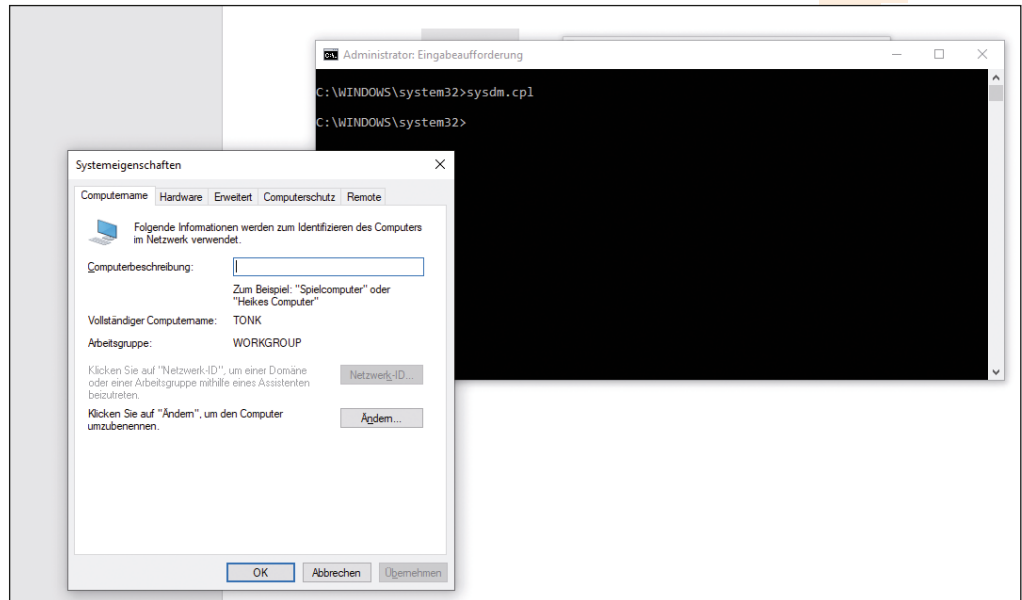 Administrator: Eingabeaufforderung
C:\WINDOWS\system32>sysdm.cpl
C:\WINDOWS\system32>
Systemeigenschaften
Computername Hardware Erweitert Computerschutz Remote
Folgende Informationen werden zum Identifizieren des Computers
im Netzwerk verwendet.
Computerbeschreibung:
Zum Beispiel: "Spielcomputer" oder
"Heikes Computer"
Vollständiger Computername: TONK
Arbeitsgruppe: WORKGROUP
Klicken Sie auf "Netzwerk-ID", um einer Domäne
oder einer Arbeitsgruppe mithilfe eines Assistenten
beizutreten.
Netzwerk-ID...
Klicken Sie auf "Ändern", um den Computer
umzubenennen.
Ändern...
OK Abbrechen Übernehmen